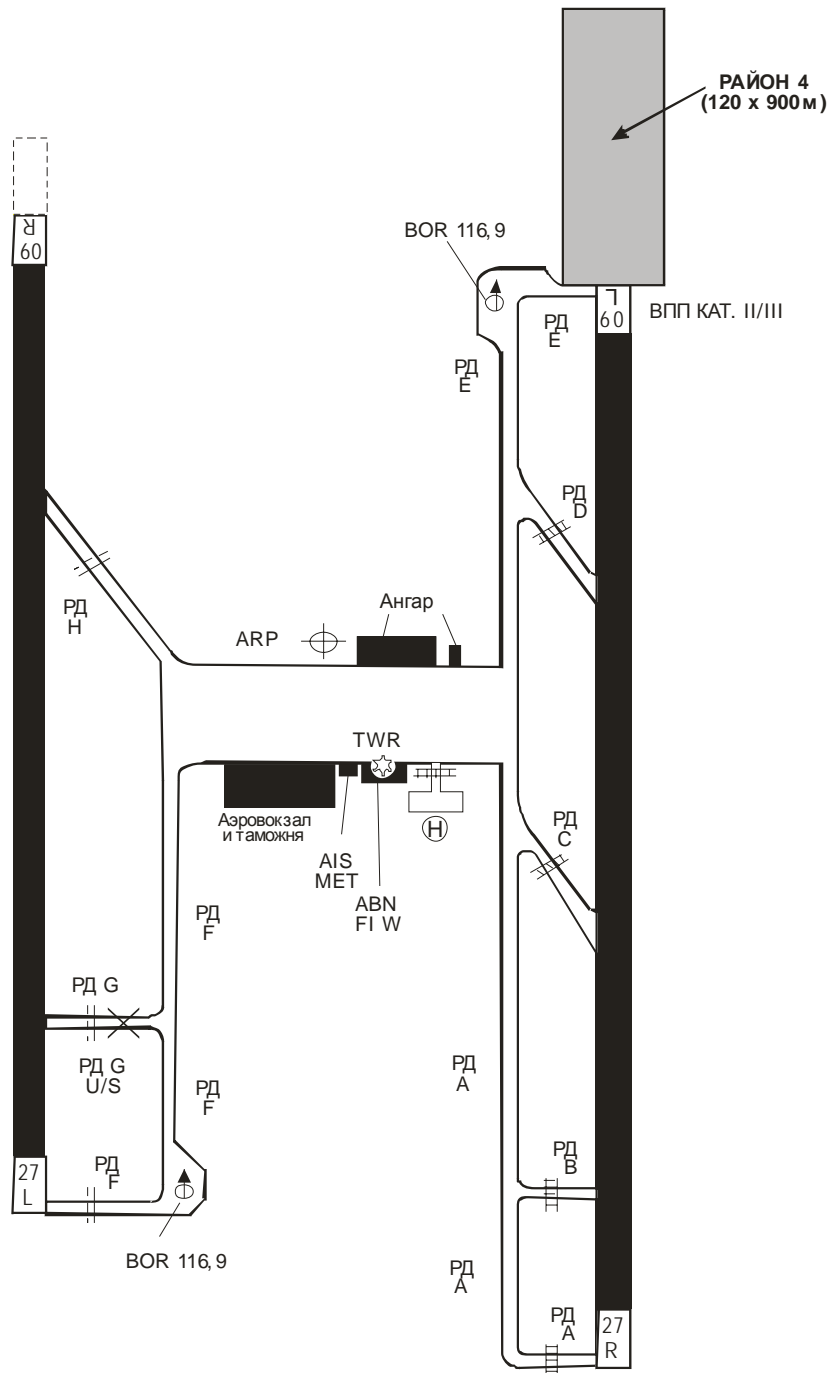 РАЙОН 4
(120 x 900м)
R
09
BOR 116,9
L
09
ВПП КАТ. II/III
РД
E
РД
E
РД
D
РД
H
ARP
Ангар
TWR
Аэровокзал
и таможня
H
AIS
MET
ABN
FI W
РД
C
РД
F
РД G
РД G
U/S
РД
F
РД
A
РД
B
27
L
РД
F
BOR 116,9
РД
A
РД
A
27
R